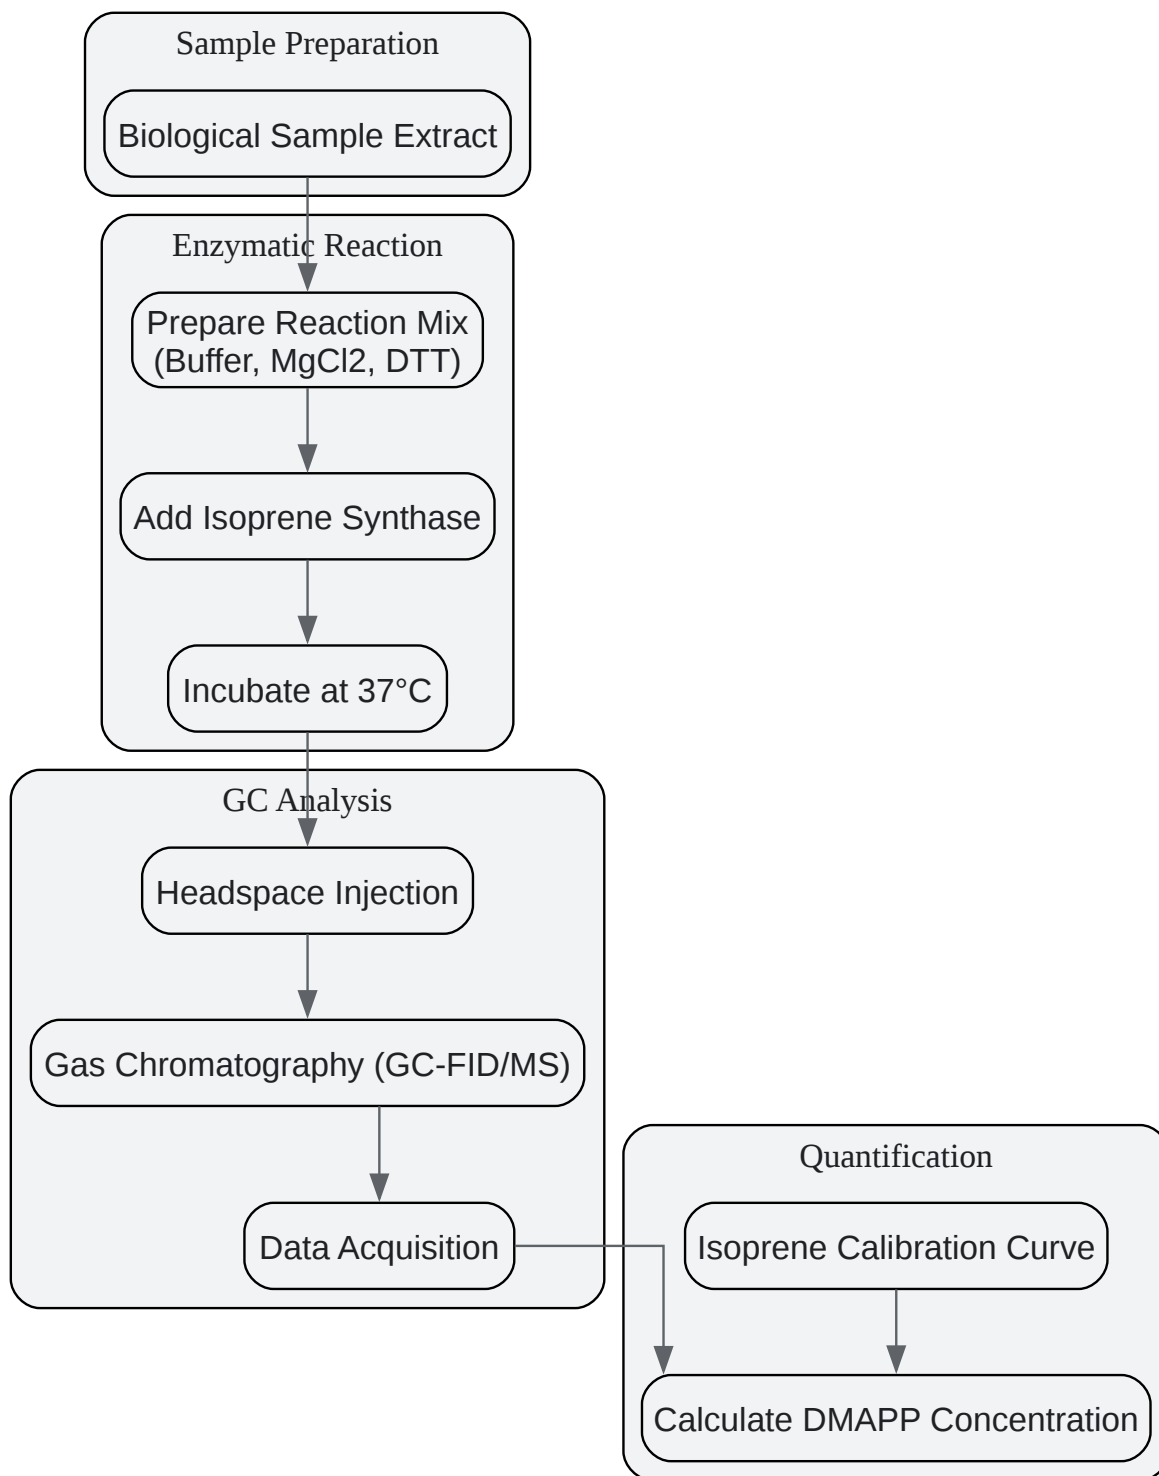 Sample Preparation
Biological Sample Extract
Enzymatic Reaction
Prepare Reaction Mix
(Buffer, MgCl2, DTT)
Add Isoprene Synthase
Incubate at 37°C
GC Analysis
Headspace Injection
Gas Chromatography (GC-FID/MS)
Data Acquisition
Quantification
Isoprene Calibration Curve
Calculate DMAPP Concentration